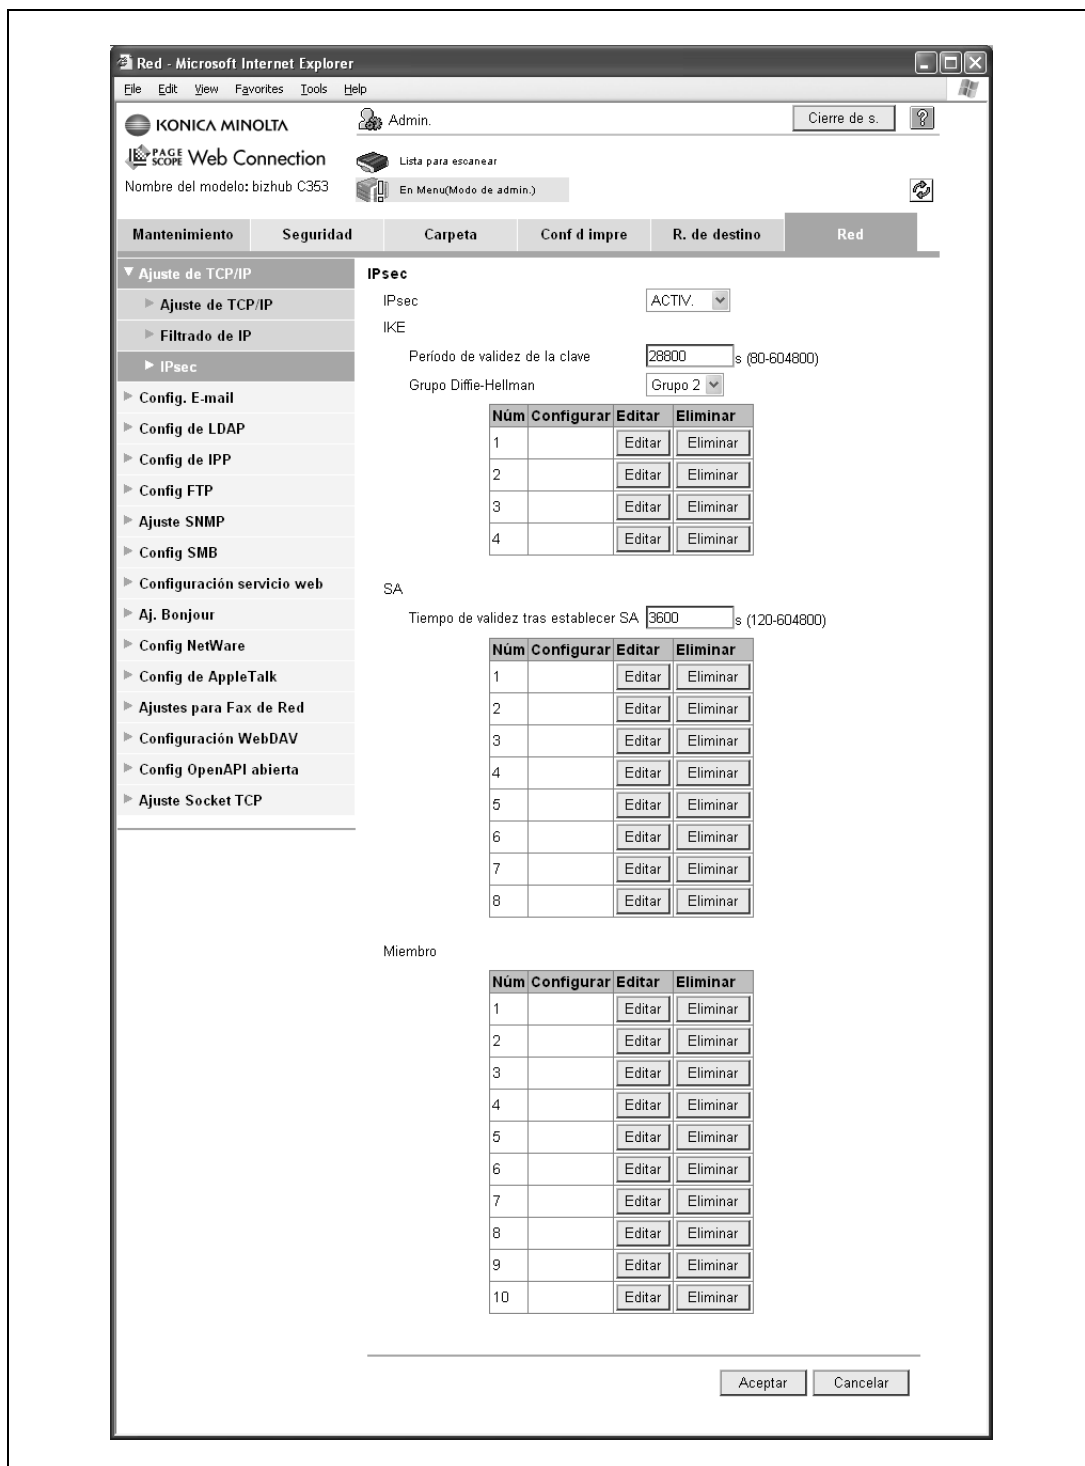 Red - Microsoft Internet Explorer
File Edit View Favorites Tools Help
KONICA MINOLTA
Admin.
Cierre de s.
?
PAGE SCOPE Web Connection
Lista para escanear
Nombre del modelo: bizhub C353
En Menu(Modo de admin.)
Mantenimiento Seguridad Carpeta Conf d impre R. de destino Red
Ajuste de TCP/IP
Ajuste de TCP/IP
Filtrado de IP
IPsec
Config. E-mail
Config de LDAP
Config de IPP
Config FTP
Ajuste SNMP
Config SMB
Configuración servicio web
Aj. Bonjour
Config NetWare
Config de AppleTalk
Ajustes para Fax de Red
Configuración WebDAV
Config OpenAPI abierta
Ajuste Socket TCP
IPsec
IPsec ACTIV.
IKE
Período de validez de la clave 28800 s (80-604800)
Grupo Diffie-Hellman Grupo 2
Núm Configurar Editar Eliminar
1 Editar Eliminar
2 Editar Eliminar
3 Editar Eliminar
4 Editar Eliminar
SA
Tiempo de validez tras establecer SA 3600 s (120-604800)
Núm Configurar Editar Eliminar
1 Editar Eliminar
2 Editar Eliminar
3 Editar Eliminar
4 Editar Eliminar
5 Editar Eliminar
6 Editar Eliminar
7 Editar Eliminar
8 Editar Eliminar
Miembro
Núm Configurar Editar Eliminar
1 Editar Eliminar
2 Editar Eliminar
3 Editar Eliminar
4 Editar Eliminar
5 Editar Eliminar
6 Editar Eliminar
7 Editar Eliminar
8 Editar Eliminar
9 Editar Eliminar
10 Editar Eliminar
Aceptar Cancelar